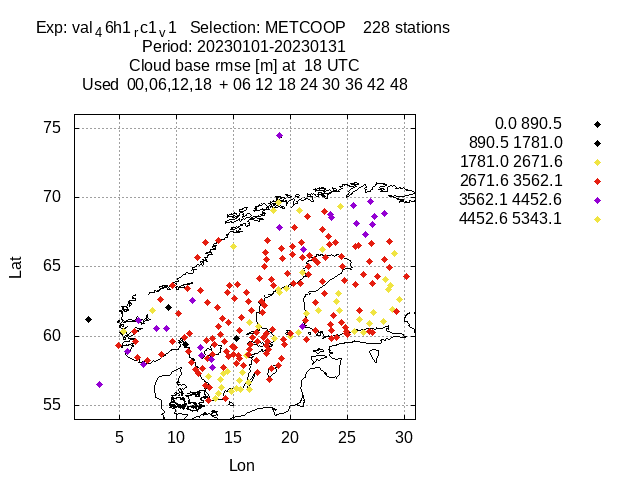 Exp: val4 6h1rc1v1 Selection: METCOOP 228 stations
Period: 20230101-20230131
Cloud base rmse [m] at 18 UTC
Used 00,06,12,18 + 06 12 18 24 30 36 42 48
0.0 890.5
890.5 1781.0
1781.0 2671.6
2671.6 3562.1
3562.1 4452.6
4452.6 5343.1
75
70
65
60
55
Lat
5 10 15 20 25 30
Lon